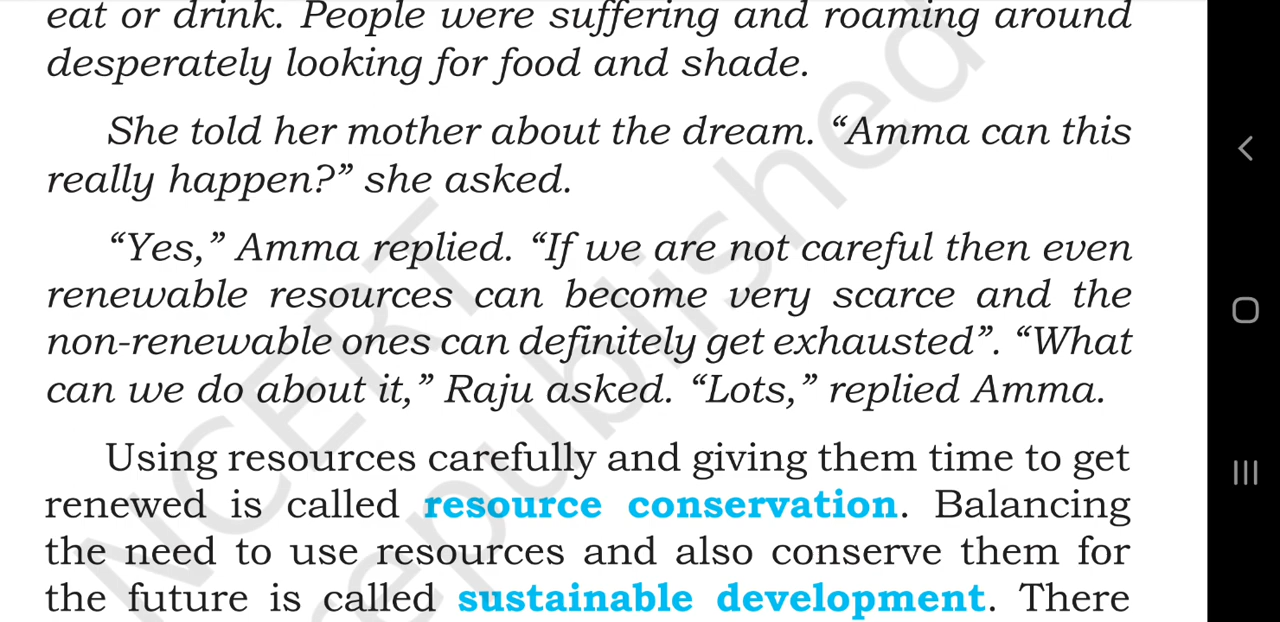 eat or drink. People were suffering and roaming around
desperately looking for food and shade.
She told her mother about the dream. “Amma can this
really happen?” she asked.
“Yes,” Amma replied. “If we are not careful then even
renewable resources can become very scarce and the
non-renewable ones can definitely get exhausted”. “What
can we do about it,” Raju asked. “Lots,” replied Amma.
Using resources carefully and giving them time to get
renewed is called resource conservation. Balancing
the need to use resources and also conserve them for
the future is called sustainable development. There
NCERT
republished